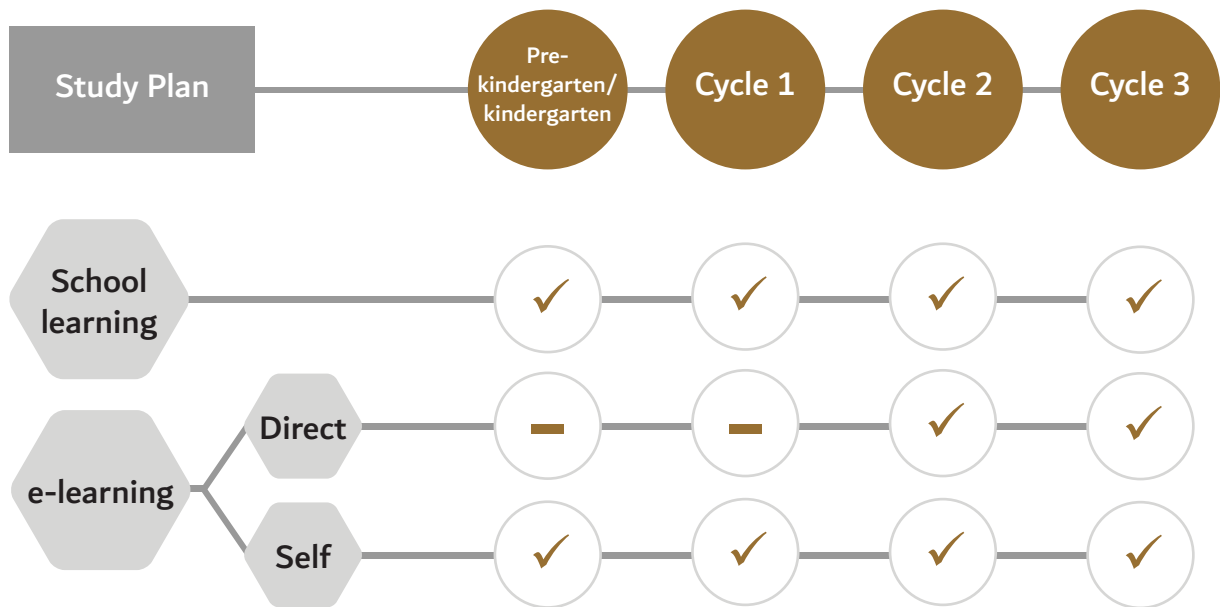 Study Plan
Pre-
kindergarten/
kindergarten
Cycle 1
Cycle 2
Cycle 3
School
learning
e-learning
Direct
Self